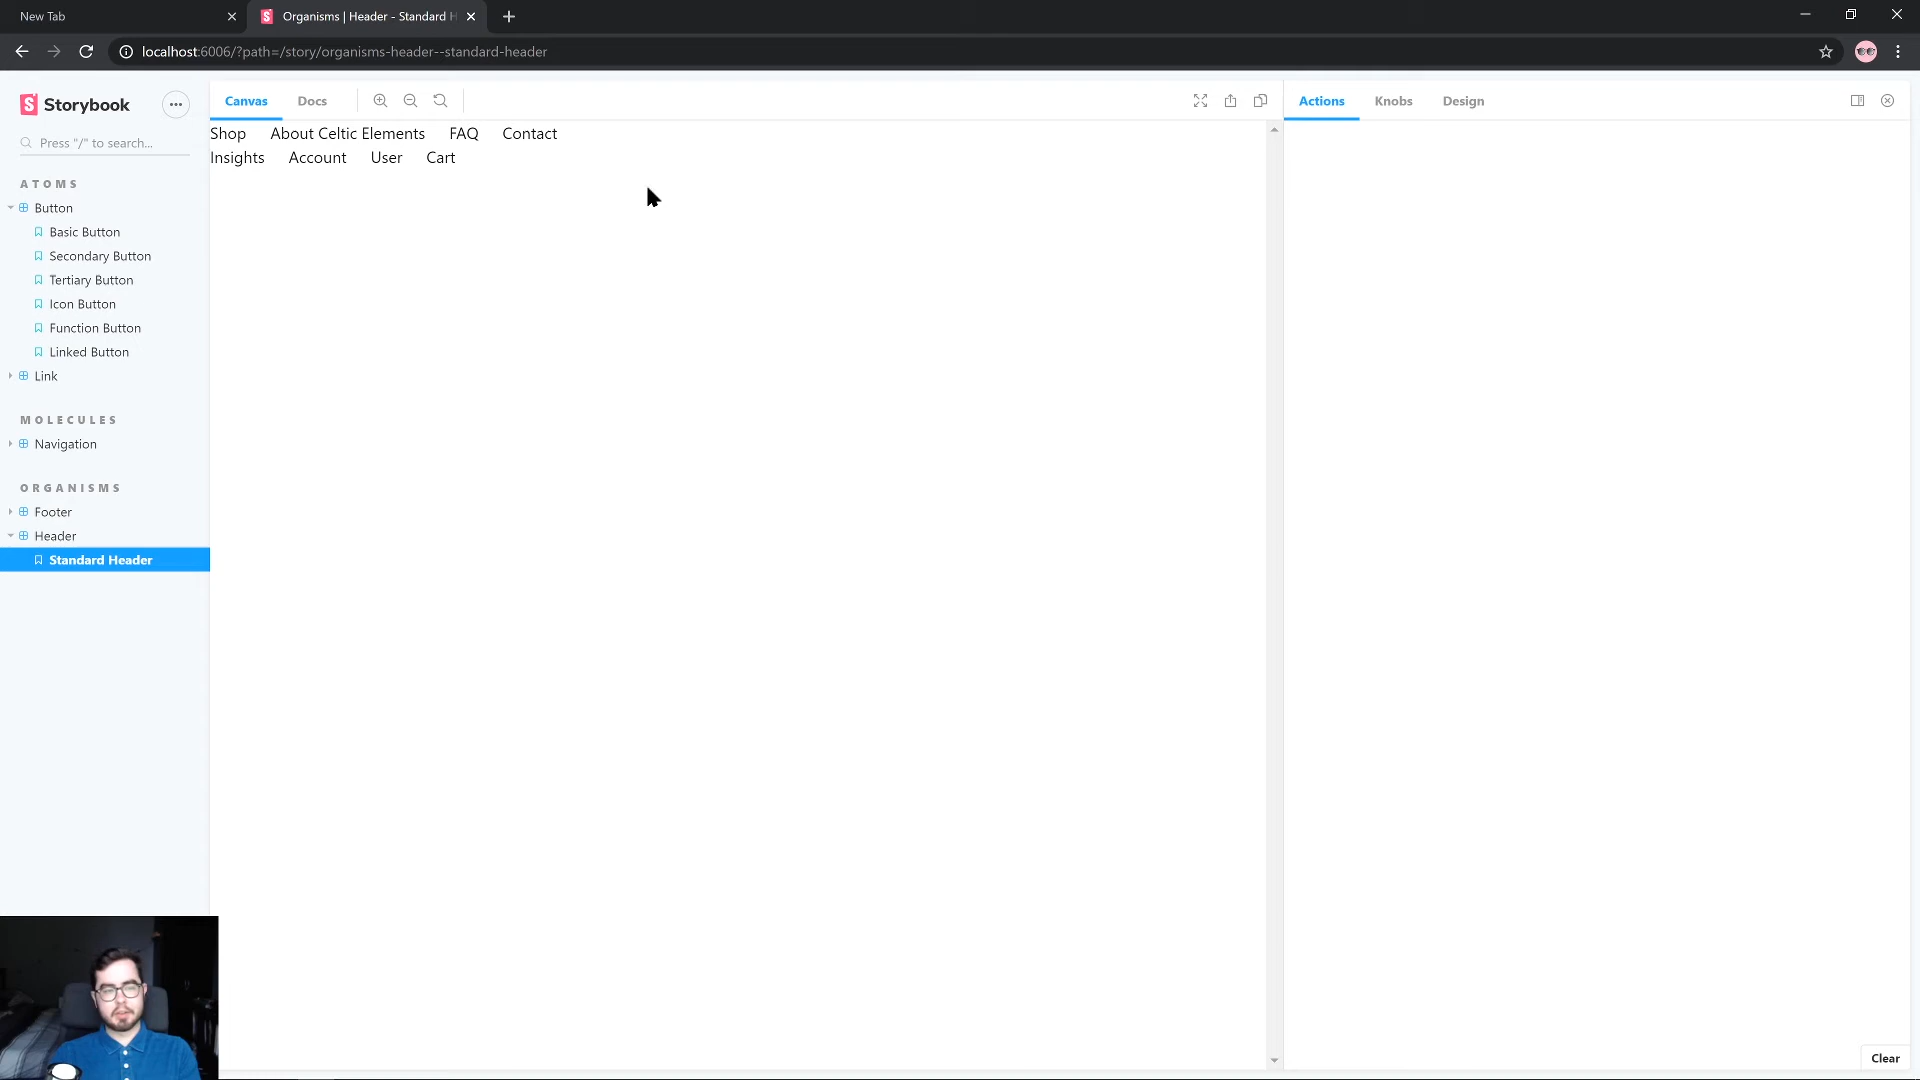 New Tab
Organisms | Header - Standard H
localhost:6006/?path=/story/organisms-header--standard-header
Storybook
Press "/" to search...
ATOMS
Button
Basic Button
Secondary Button
Tertiary Button
Icon Button
Function Button
Linked Button
Link
MOLECULES
Navigation
ORGANISMS
Footer
Header
Standard Header
Canvas Docs
Shop About Celtic Elements FAQ Contact
Insights Account User Cart
Actions Knobs Design
Clear